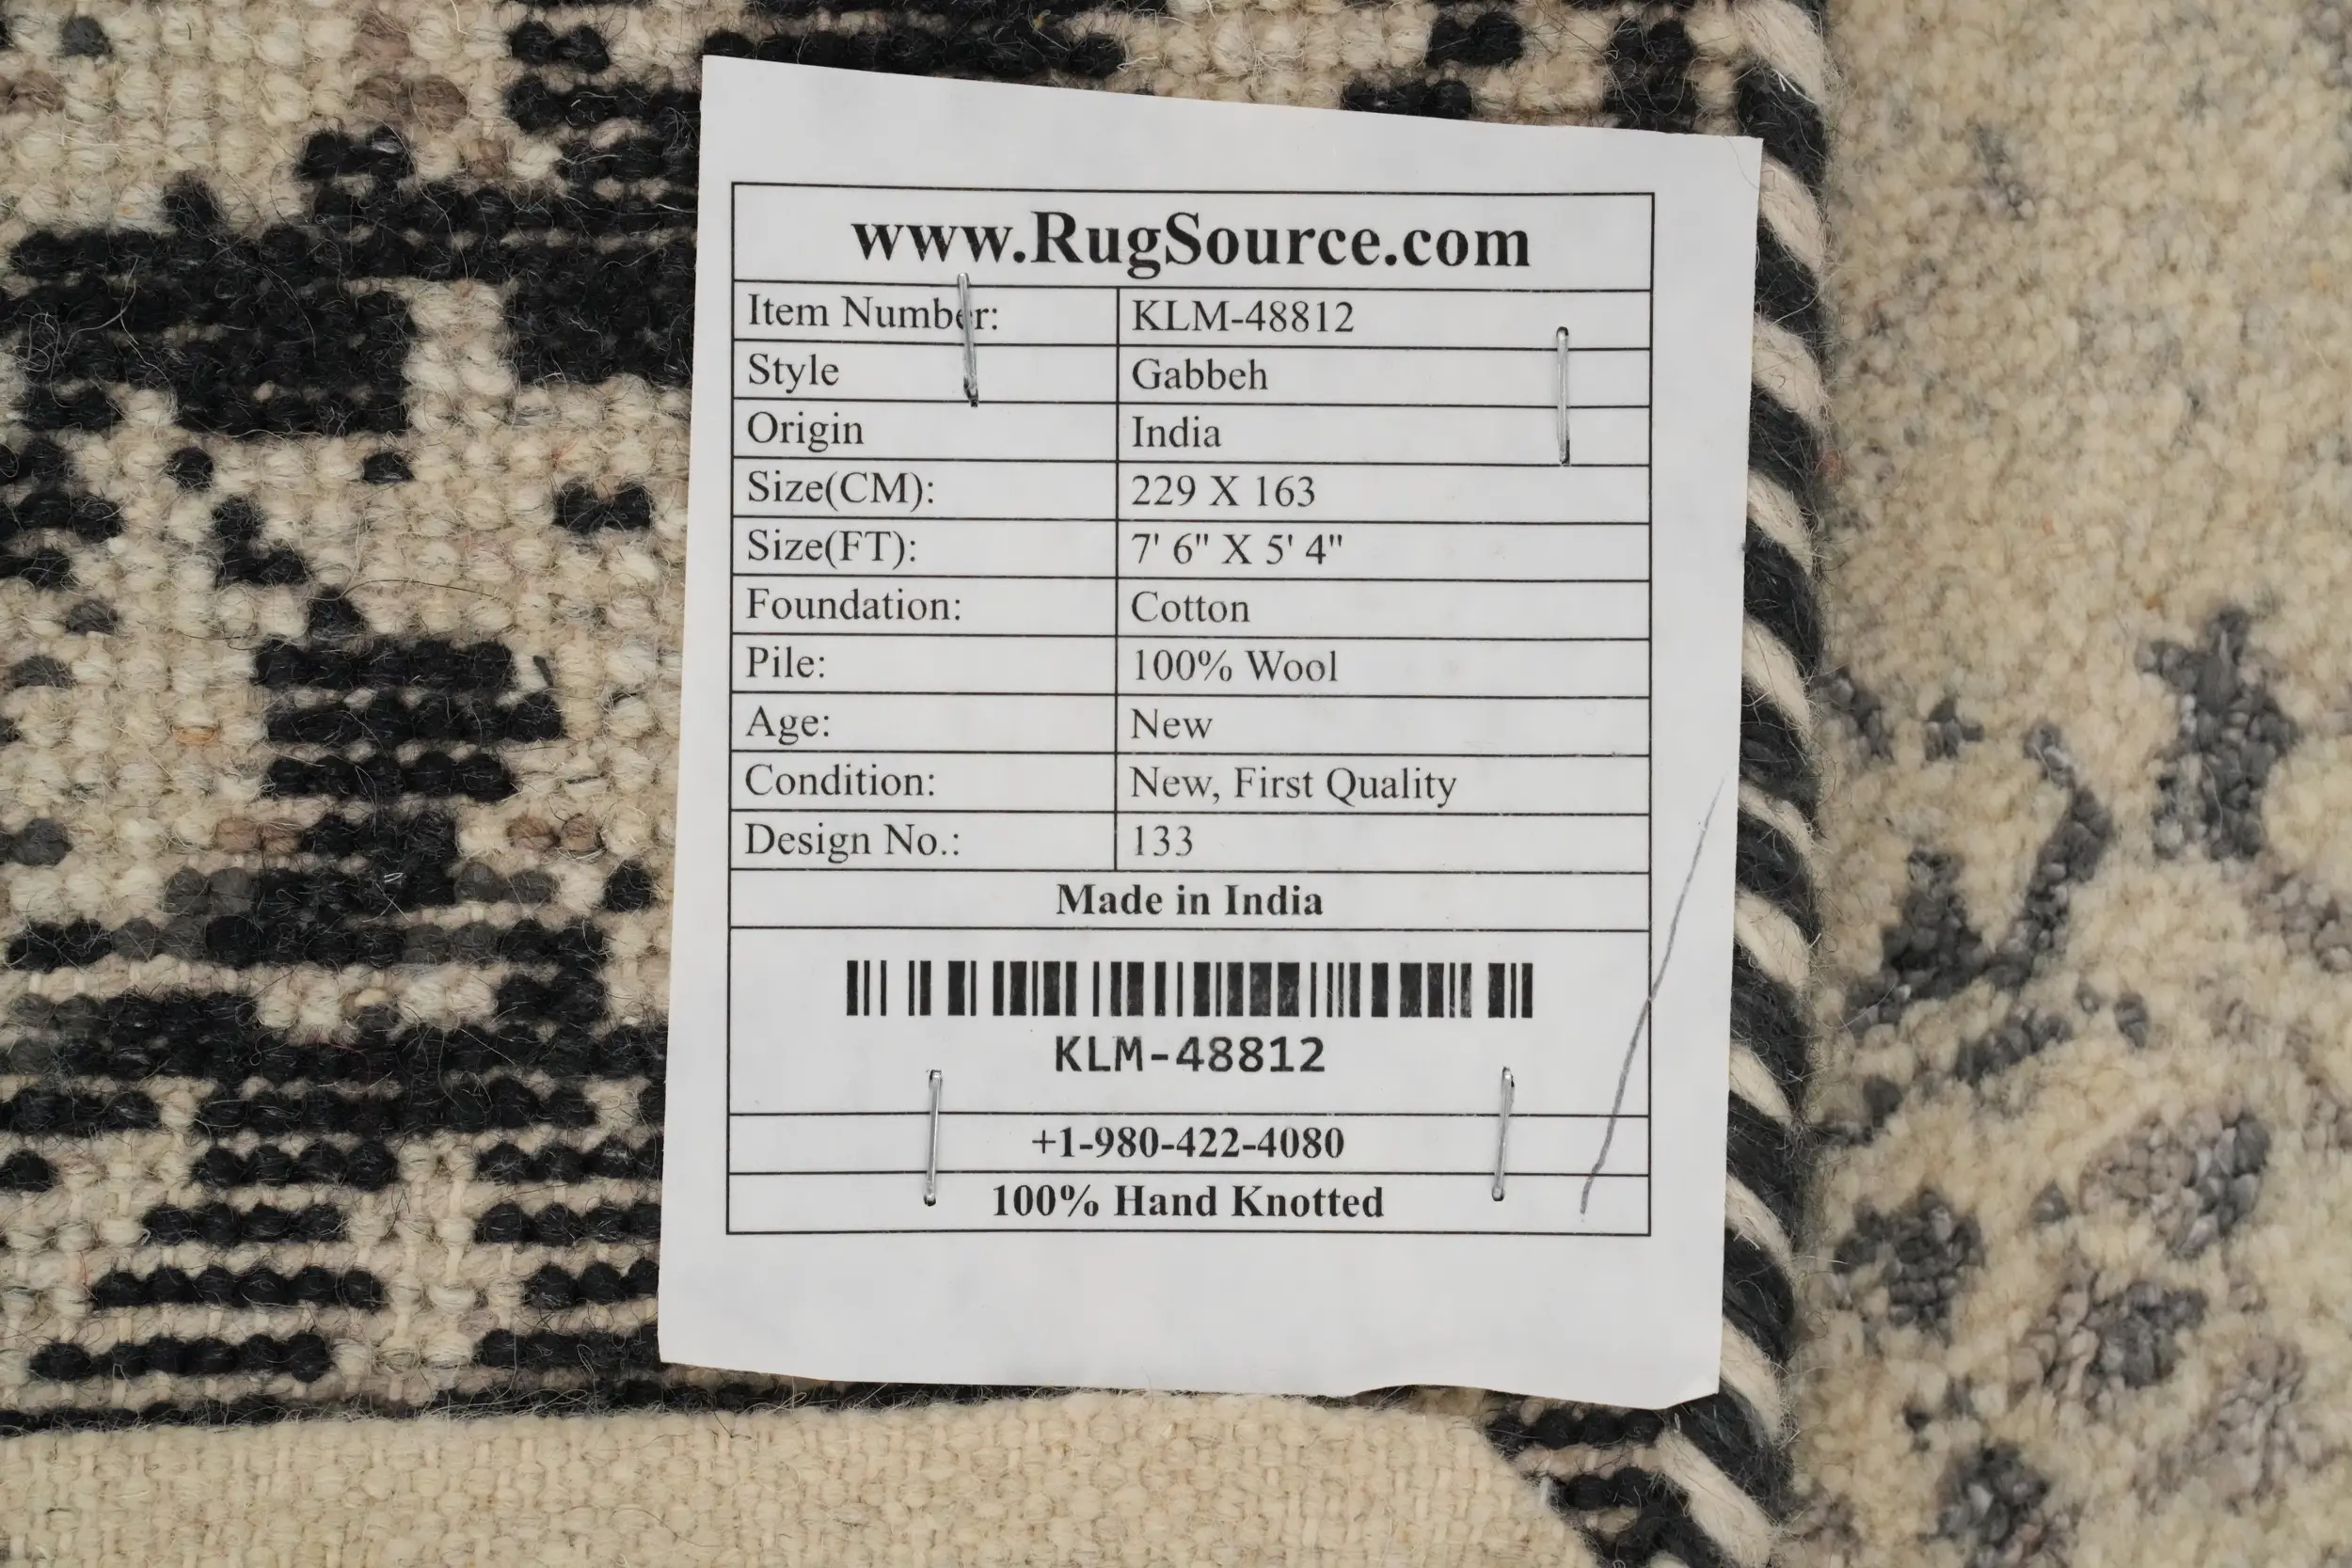 www.RugSource.com
Item Number: KLM-48812
Style Gabbeh
Origin India
Size(CM): 229 X 163
Size(FT): 7' 6" X 5' 4"
Foundation: Cotton
Pile: 100% Wool
Age: New
Condition: New, First Quality
Design No.: 133
Made in India
KLM-48812
+1-980-422-4080
100% Hand Knotted